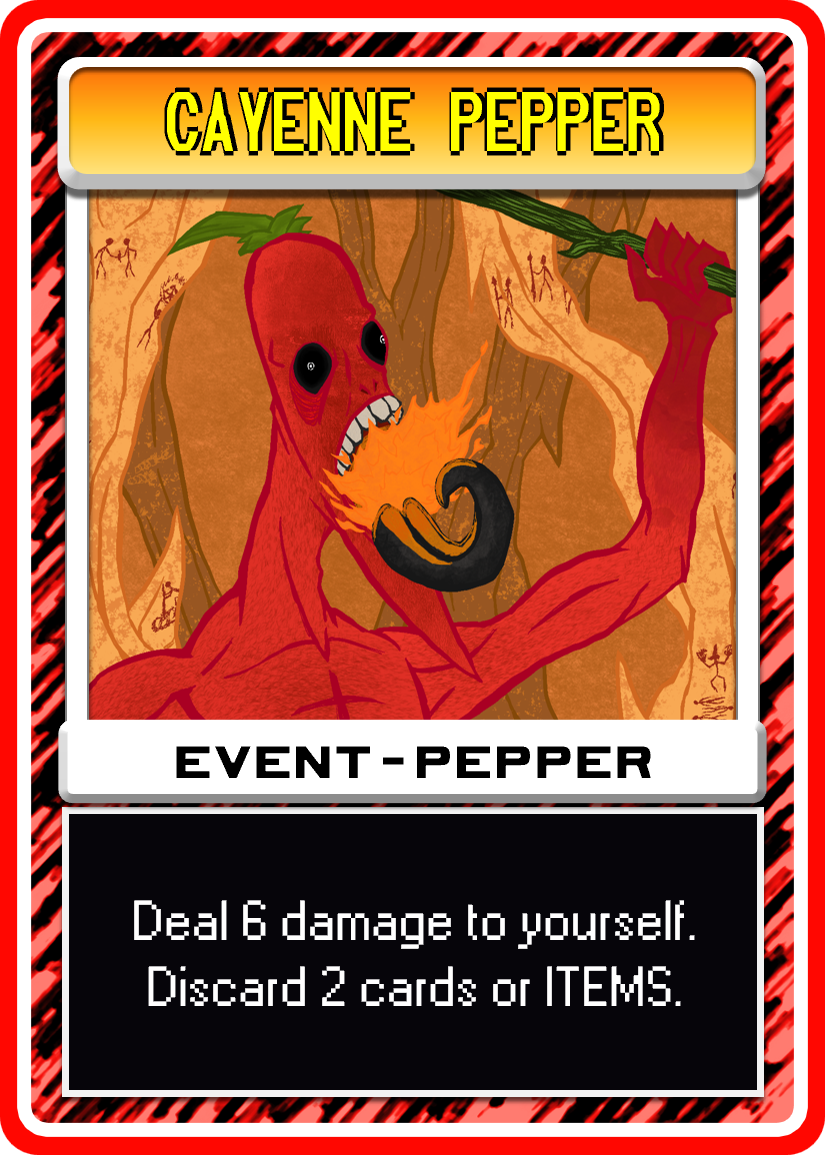 CAYENNE PEPPER
EVENT-PEPPER
Deal 6 damage to yourself.
Discard 2 cards or ITEMS.